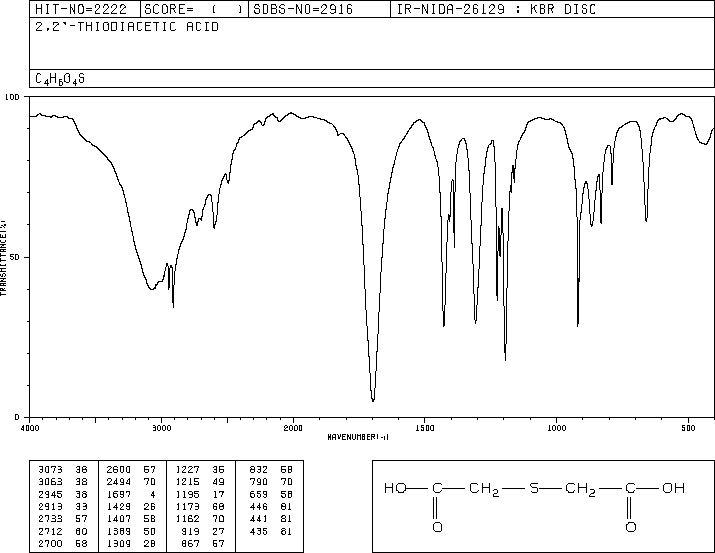 HIT-NO=2222 SCORE= ( ) SDBS-NO=2916 IR-NIDA-26129 : KBR DISC
2,2'-THIODIACETIC ACID
C4H6O4S
100
50
0
TRANSMITTANCE(%)
4000 3000 2000 1500 1000 500
WAVENUMBER(-1)
3073 38 2600 57 1227 35 832 58
3063 38 2494 70 1215 49 790 70
2945 38 1697 4 1195 17 659 58
2913 33 1429 26 1173 68 446 81
2733 57 1407 58 1162 70 441 81
2712 60 1389 50 919 27 435 81
2700 58 1309 28 867 57
HO C CH2 S CH2 C OH
O O